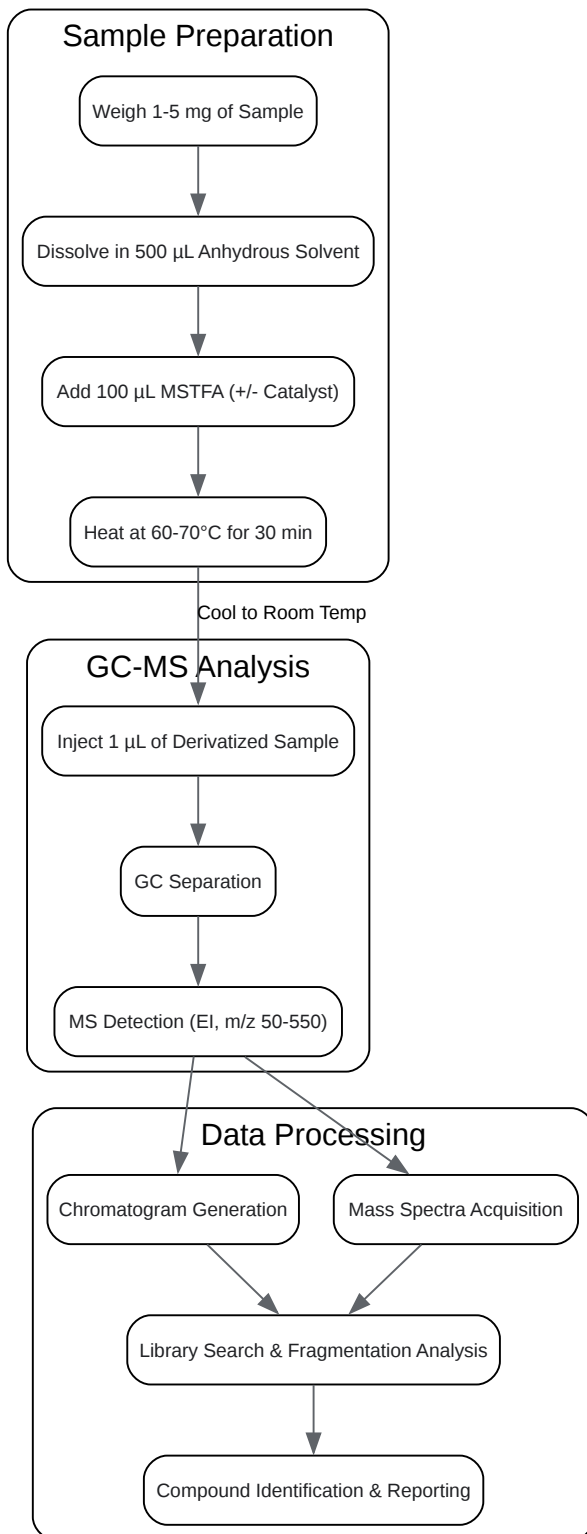 Sample Preparation
Weigh 1-5 mg of Sample
Dissolve in 500 µL Anhydrous Solvent
Add 100 µL MSTFA (+/- Catalyst)
Heat at 60-70°C for 30 min
Cool to Room Temp
GC-MS Analysis
Inject 1 µL of Derivatized Sample
GC Separation
MS Detection (EI, m/z 50-550)
Data Processing
Chromatogram Generation
Mass Spectra Acquisition
Library Search & Fragmentation Analysis
Compound Identification & Reporting